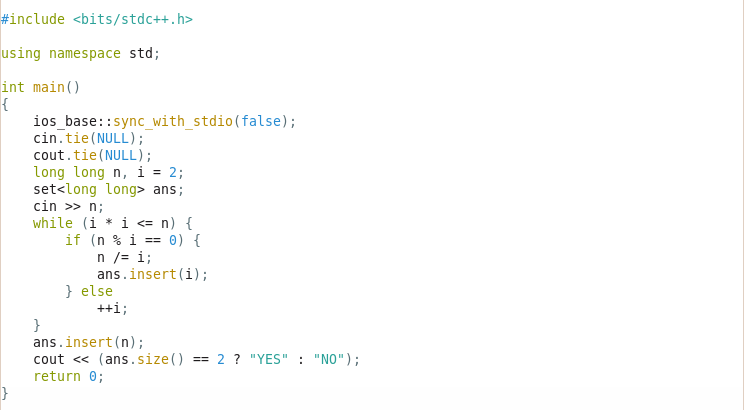 #include <bits/stdc++.h>
using namespace std;
int main()
{
    ios_base::sync_with_stdio(false);
    cin.tie(NULL);
    cout.tie(NULL);
    long long n, i = 2;
    set<long long> ans;
    cin >> n;
    while (i * i <= n) {
        if (n % i == 0) {
            n /= i;
            ans.insert(i);
        } else
            ++i;
    }
    ans.insert(n);
    cout << (ans.size() == 2 ? "YES" : "NO");
    return 0;
}